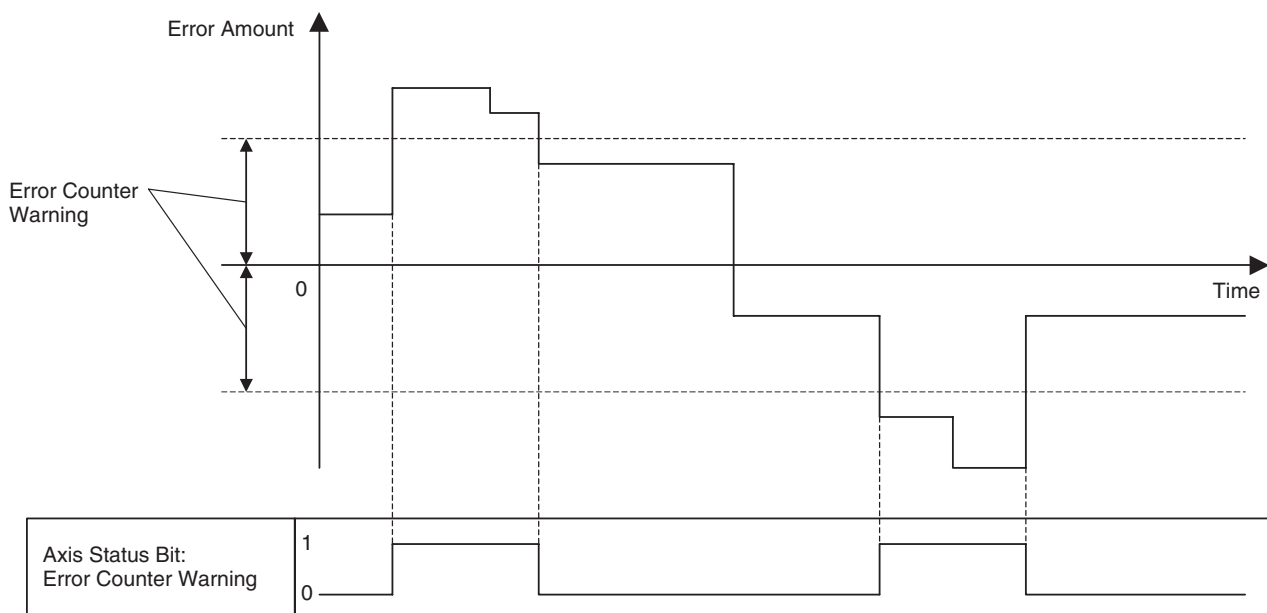 Error Amount
Error Counter
Warning
0
Time
Axis Status Bit:
Error Counter Warning
1
0